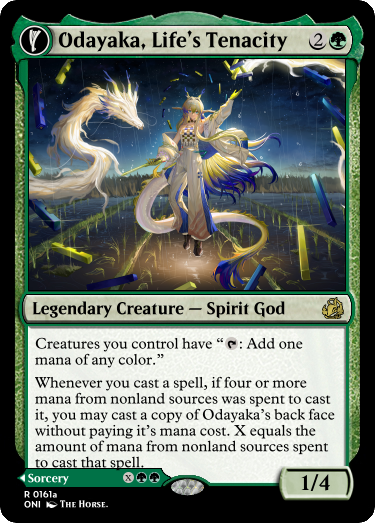 Odayaka, Life's Tenacity 2
Legendary Creature — Spirit God
Creatures you control have “: Add one
mana of any color.”
Whenever you cast a spell, if four or more
mana from nonland sources was spent to cast
it, you may cast a copy of Odayaka’s back face
without paying it’s mana cost. X equals the
amount of mana from nonland sources spent
to cast that spell.
Sorcery X
1/4
R 0161a
ONI The Horse.